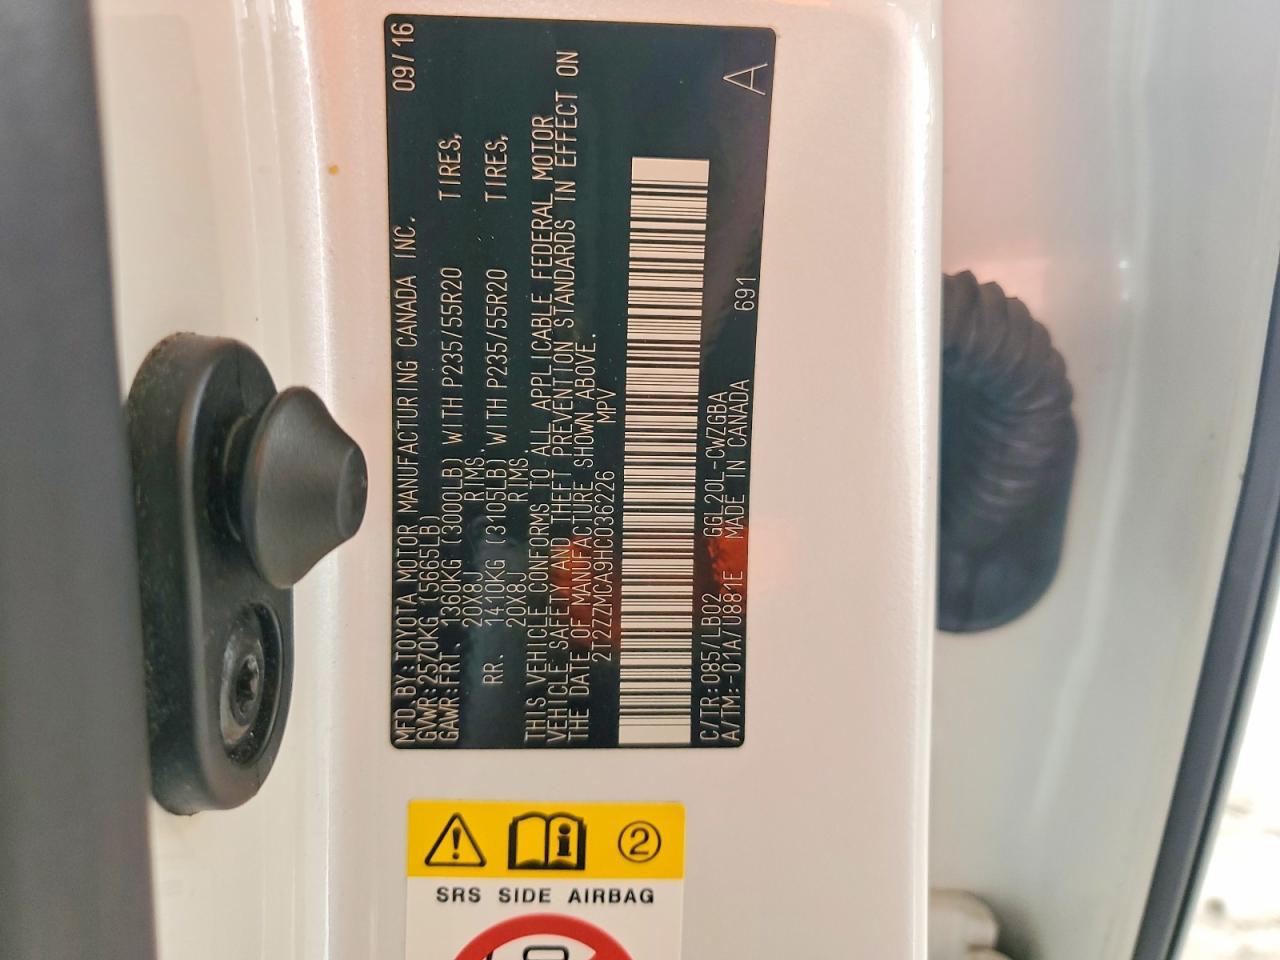 MFD.BY:TOYOTA MOTOR MANUFACTURING CANADA INC. 09/16
GVWR:2570KG (5665LB)
GAWR:FRT. 1360KG (3000LB) WITH P235/55R20 TIRES,
20X8J RIMS,
RR. 1410KG (3105LB) WITH P235/55R20 TIRES,
20X8J RIMS.
THIS VEHICLE CONFORMS TO ALL APPLICABLE FEDERAL MOTOR
VEHICLE SAFETY AND THEFT PREVENTION STANDARDS IN EFFECT ON
THE DATE OF MANUFACTURE SHOWN ABOVE.
2T2ZZMCA9HC036226 MPV
C/TR:085/LB02 GGL20L-CWZGBA
A/TM:-01A/U881E MADE IN CANADA 691 A
2
SRS SIDE AIRBAG